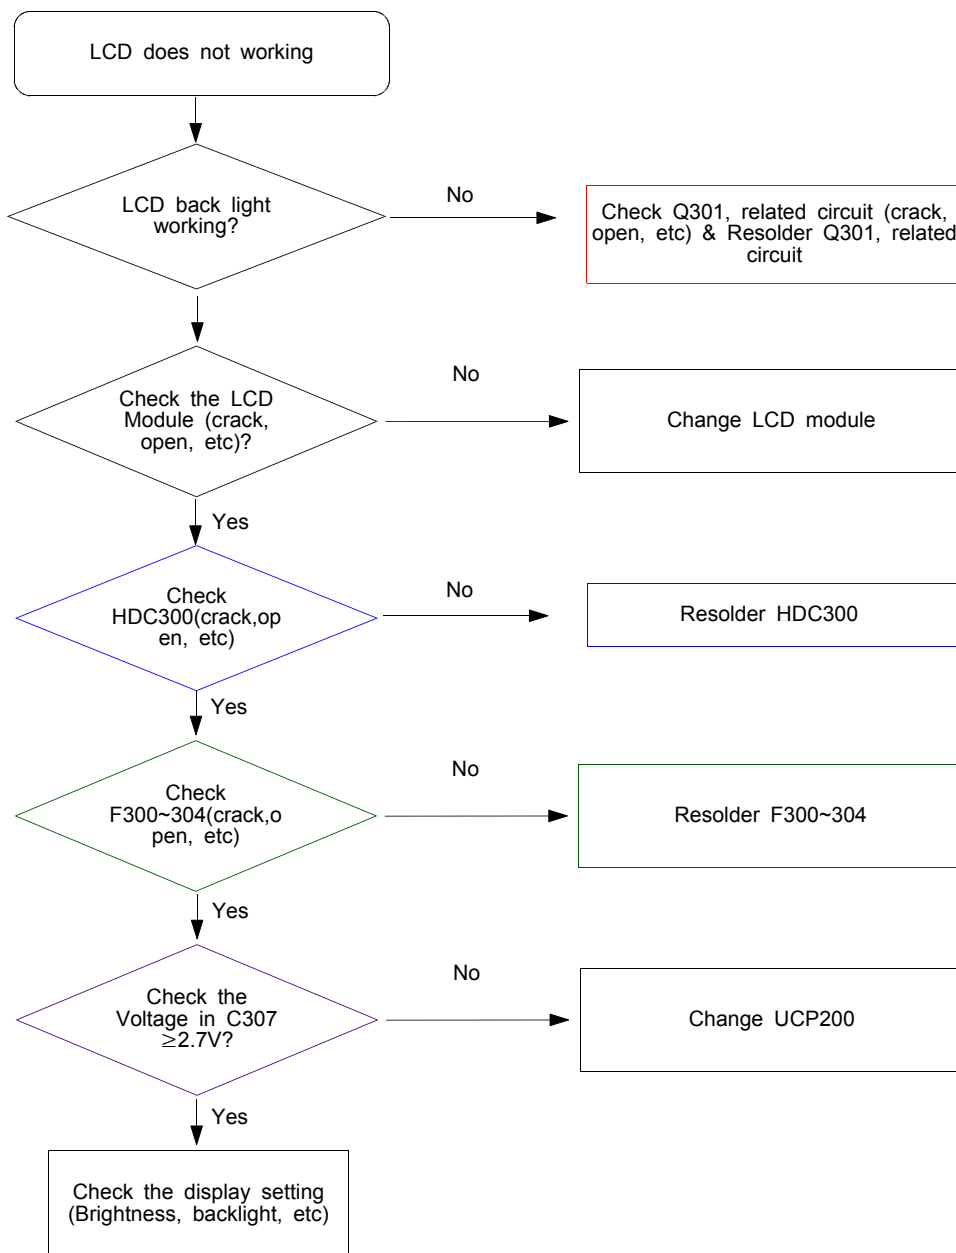 LCD does not working
LCD back light
working?
No
Check Q301, related circuit (crack,
open, etc) & Resolder Q301, related
circuit
Check the LCD
Module (crack,
open, etc)?
No
Change LCD module
Yes
Check
HDC300(crack,op
en, etc)
No
Resolder HDC300
Yes
Check
F300~304(crack,o
pen, etc)
No
Resolder F300~304
Yes
Check the
Voltage in C307
≥2.7V?
No
Change UCP200
Yes
Check the display setting
(Brightness, backlight, etc)